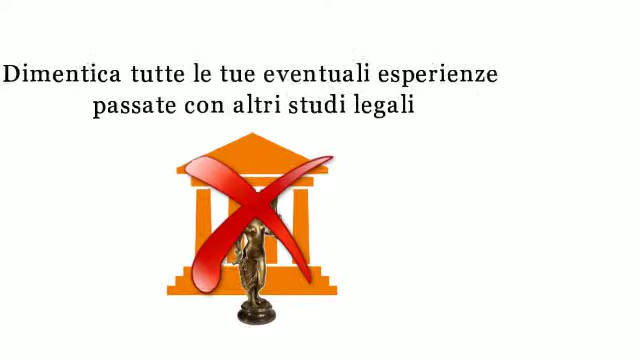 Dimentica tutte le tue eventuali esperienze
passate con altri studi legali